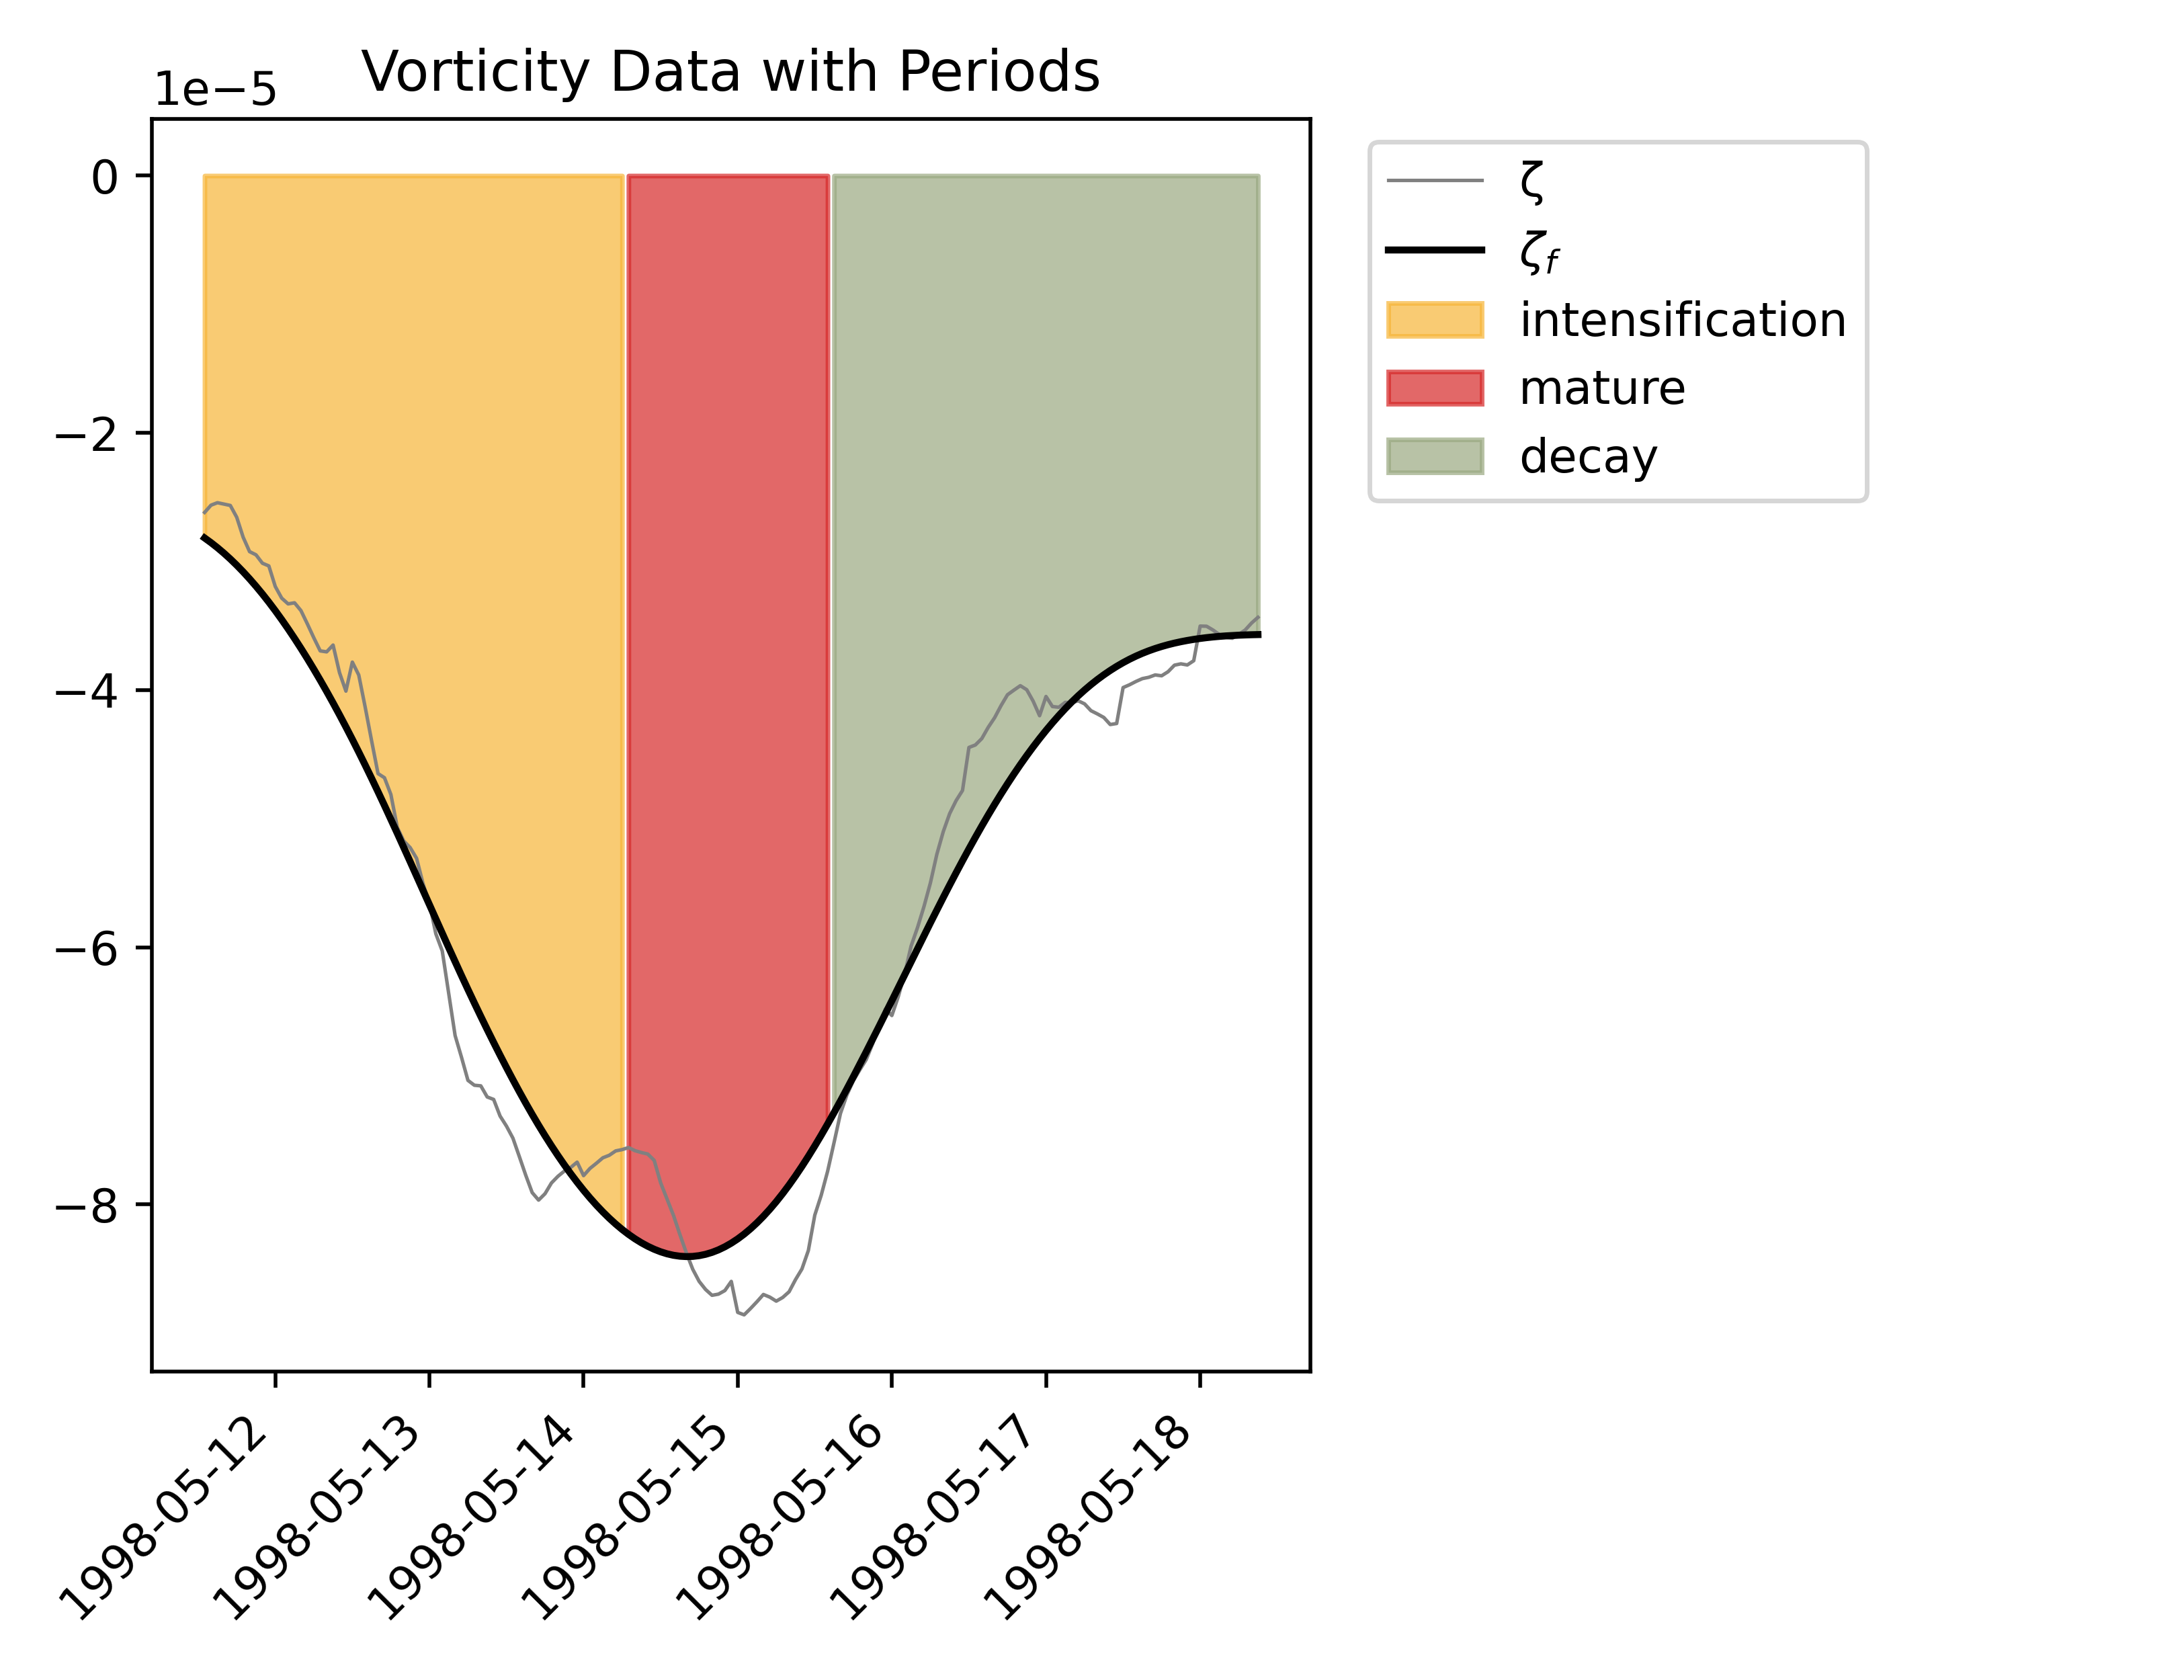 Vorticity Data with Periods
1e−5
0
−2
−4
−6
−8
1998-05-12
1998-05-13
1998-05-14
1998-05-15
1998-05-16
1998-05-17
1998-05-18
ζ
ζf
intensification
mature
decay